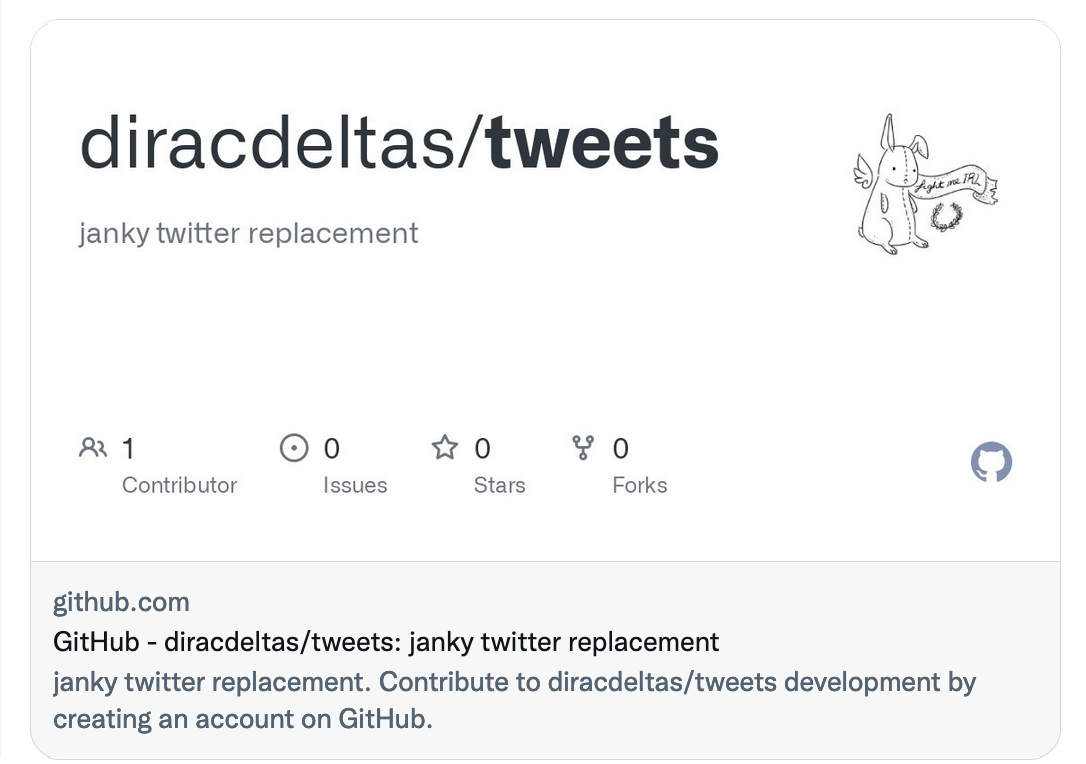 diracdeltas/tweets
janky twitter replacement
fight me IRL
1
Contributor
0
Issues
0
Stars
0
Forks
github.com
GitHub - diracdeltas/tweets: janky twitter replacement
janky twitter replacement. Contribute to diracdeltas/tweets development by
creating an account on GitHub.